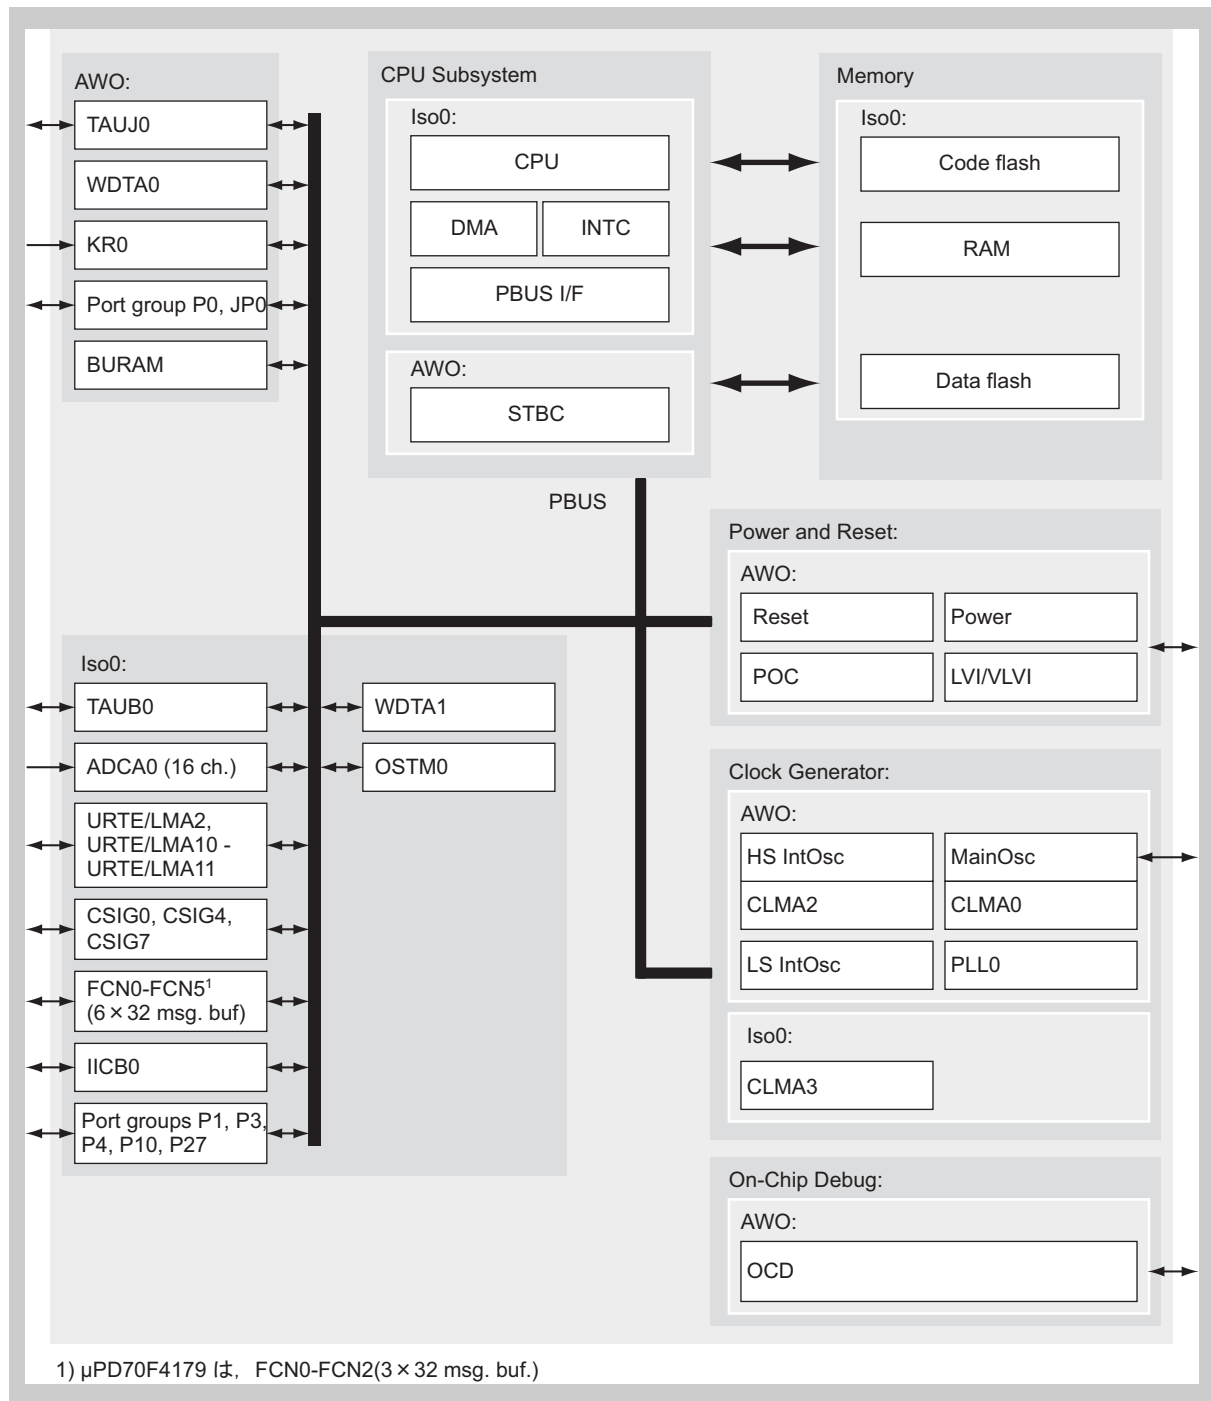 AWO:
TAUJ0
WDTA0
KR0
Port group P0, JP0
BURAM
CPU Subsystem
Iso0:
CPU
DMA
INTC
PBUS I/F
AWO:
STBC
Memory
Iso0:
Code flash
RAM
Data flash
PBUS
Power and Reset:
AWO:
Reset
Power
POC
LVI/VLVI
Iso0:
TAUB0
WDTA1
ADCA0 (16 ch.)
OSTM0
URTE/LMA2,
URTE/LMA10 -
URTE/LMA11
CSIG0, CSIG4,
CSIG7
FCN0-FCN5¹
(6×32 msg. buf)
IICB0
Port groups P1, P3,
P4, P10, P27
Clock Generator:
AWO:
HS IntOsc
MainOsc
CLMA2
CLMA0
LS IntOsc
PLL0
Iso0:
CLMA3
On-Chip Debug:
AWO:
OCD
1) μPD70F4179 は， FCN0-FCN2(3×32 msg. buf.)